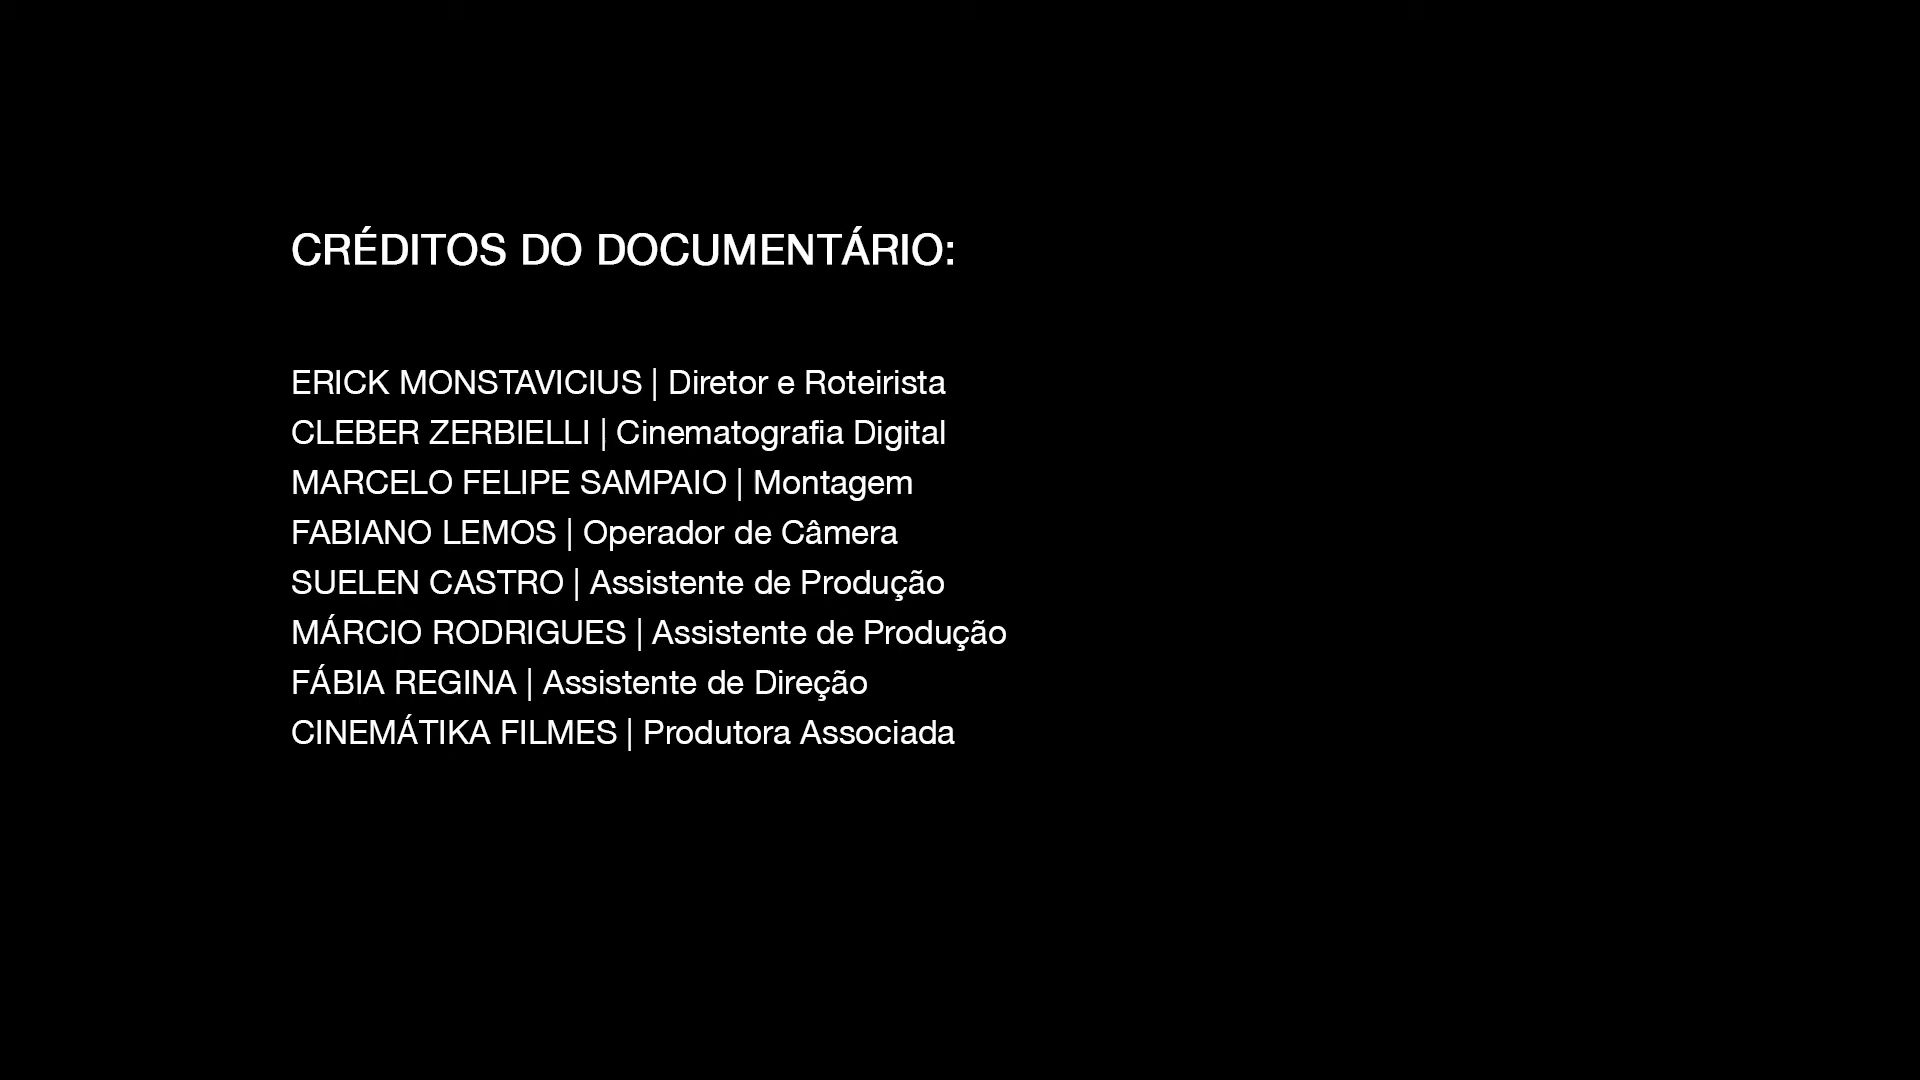 CRÉDITOS DO DOCUMENTÁRIO:
ERICK MONSTAVICIUS | Diretor e Roteirista
CLEBER ZERBIELLI | Cinematografia Digital
MARCELO FELIPE SAMPAIO | Montagem
FABIANO LEMOS | Operador de Câmera
SUELEN CASTRO | Assistente de Produção
MÁRCIO RODRIGUES | Assistente de Produção
FÁBIA REGINA | Assistente de Direção
CINEMÁTIKA FILMES | Produtora Associada